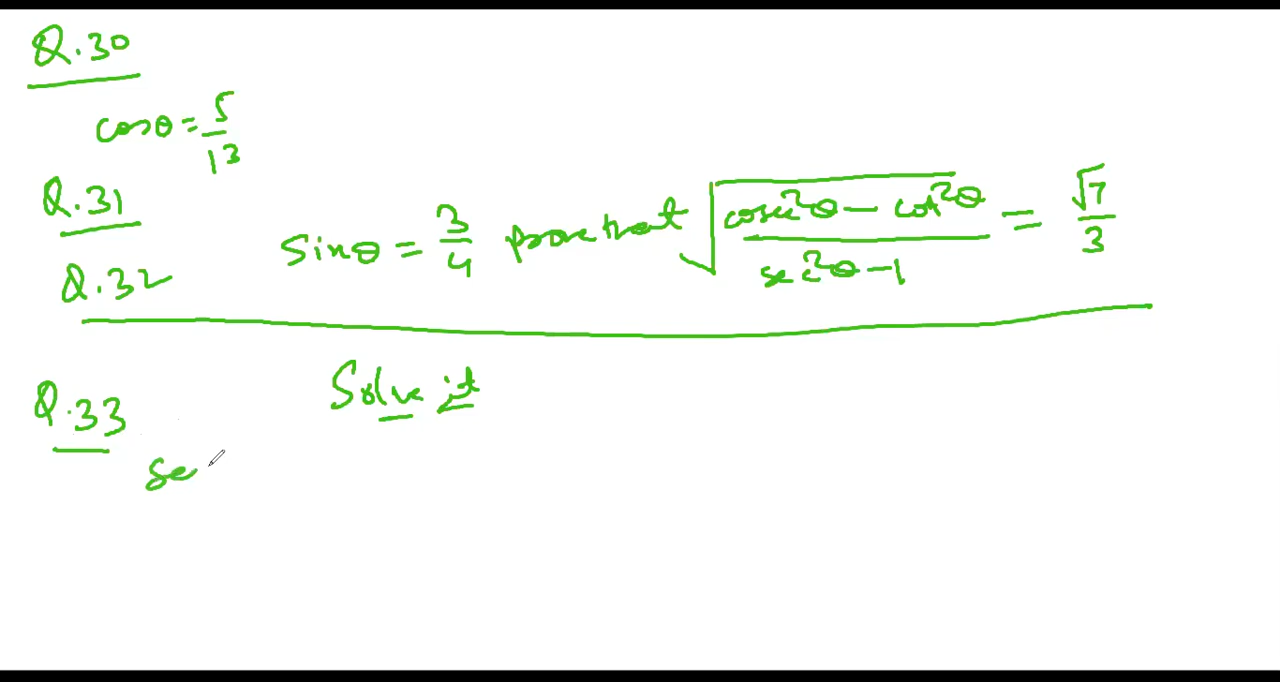 Q.30
cosθ = 5/13
Q.31
sinθ = 3/4 prove that √((cosec²θ - cot²θ)/(sec²θ - 1)) = √7/3
Q.32
Solve it
Q.33
Se